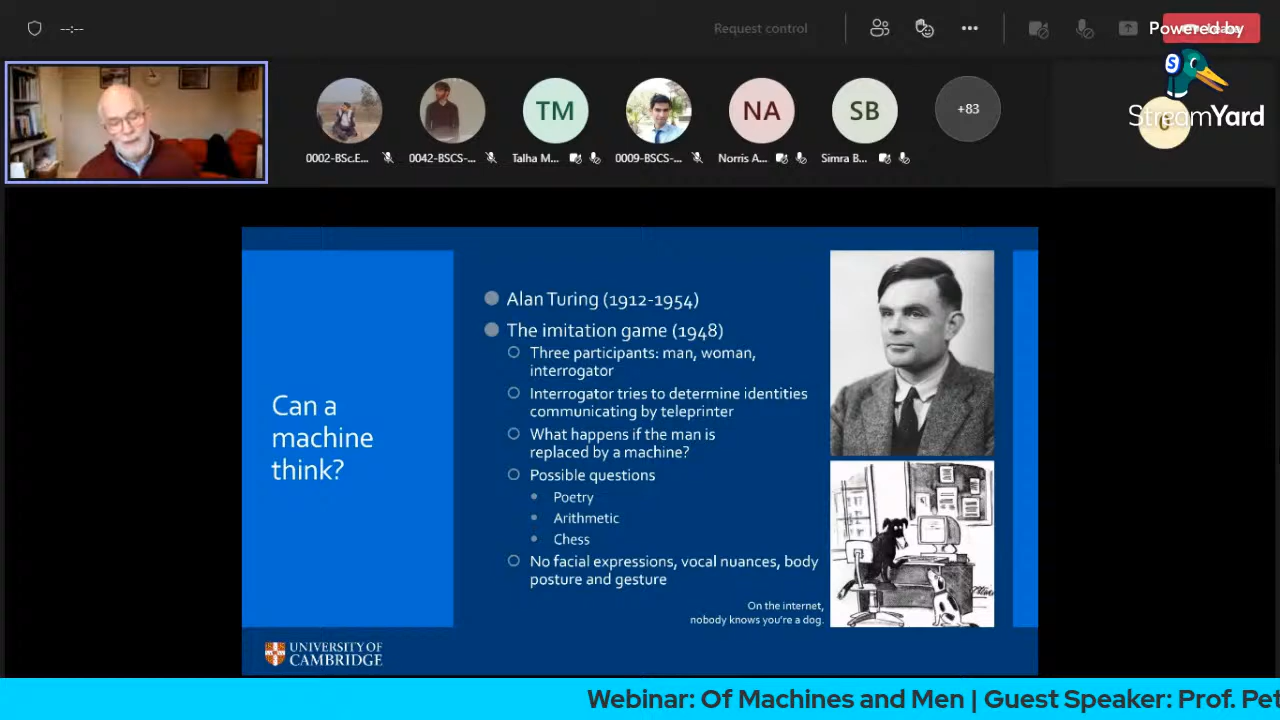 --:--
Request control
Powered by
StreamYard
TM
NA
SB
+83
0002-BSc.E...
0042-BSCS-...
Talha M...
0009-BSCS-...
Norris A...
Simra B...
Can a
machine
think?
Alan Turing (1912-1954)
The imitation game (1948)
Three participants: man, woman,
interrogator
Interrogator tries to determine identities
communicating by teleprinter
What happens if the man is
replaced by a machine?
Possible questions
Poetry
Arithmetic
Chess
No facial expressions, vocal nuances, body
posture and gesture
On the internet,
nobody knows you're a dog.
UNIVERSITY OF
CAMBRIDGE
Webinar: Of Machines and Men | Guest Speaker: Prof. Pet